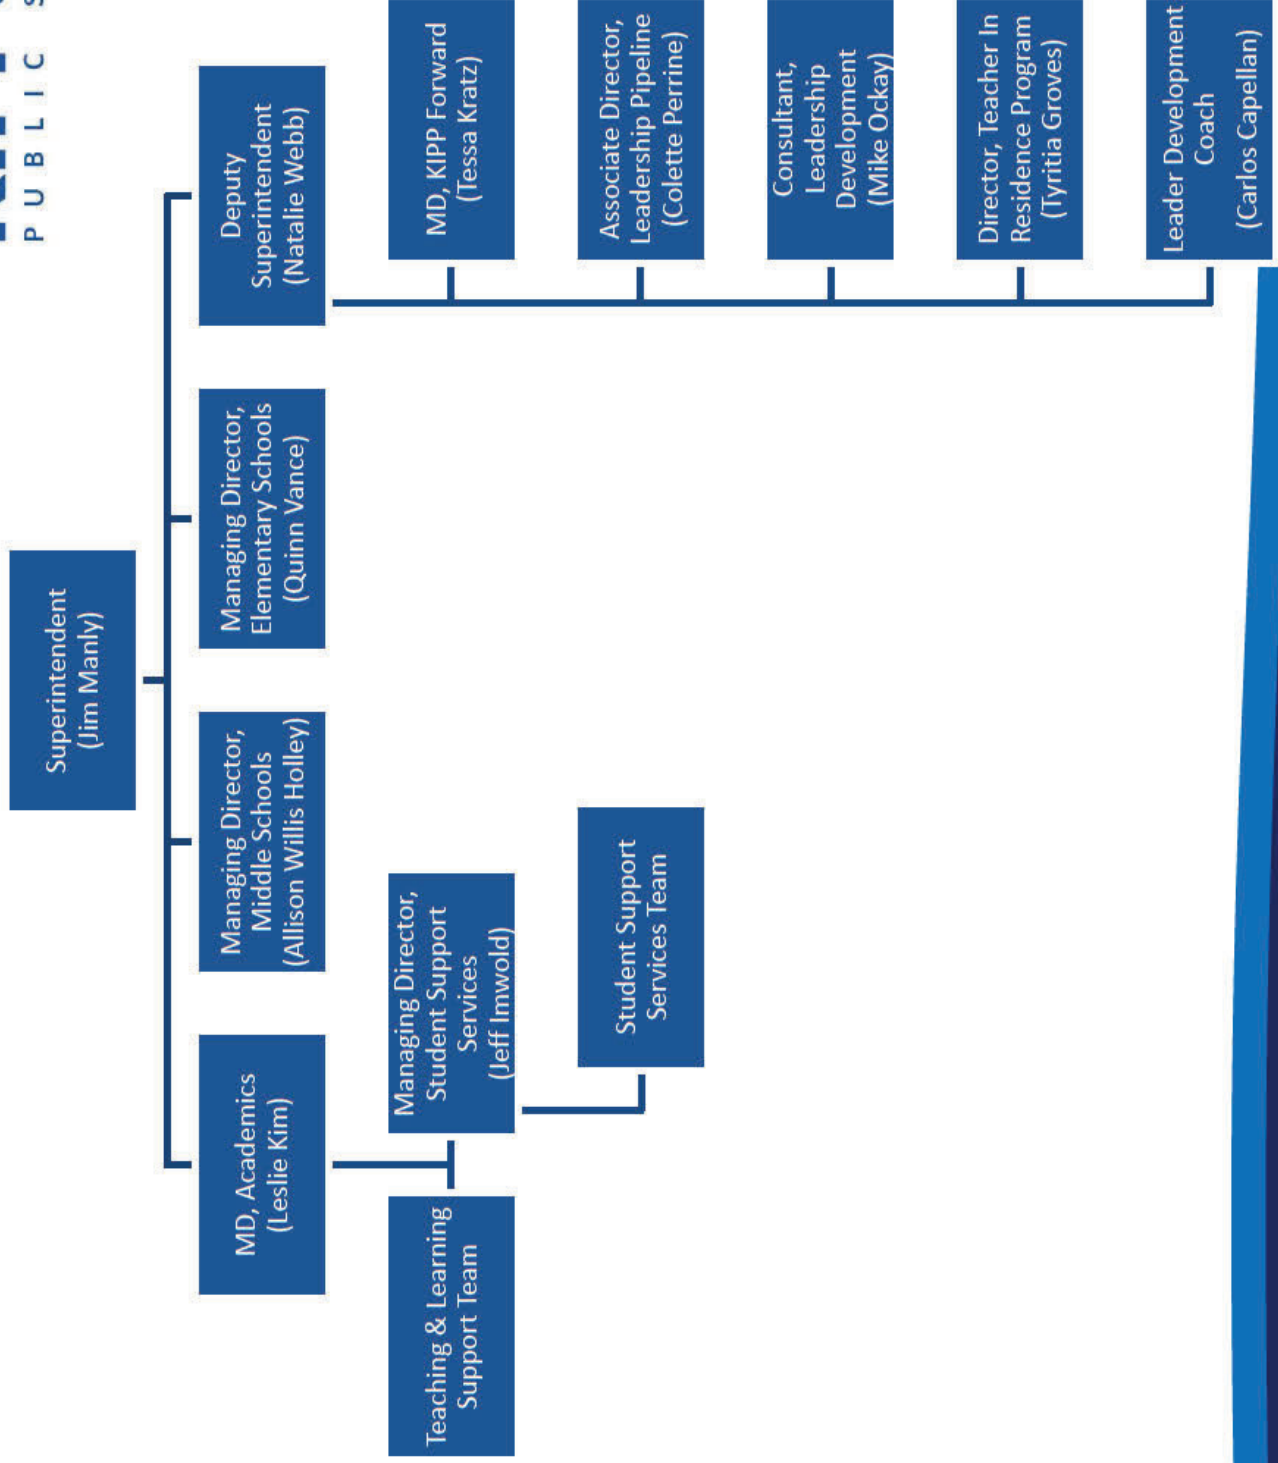 PUBLIC S
Superintendent
(Jim Manly)
MD, Academics
(Leslie Kim)
Managing Director,
Middle Schools
(Allison Willis Holley)
Managing Director,
Elementary Schools
(Quinn Vance)
Deputy
Superintendent
(Natalie Webb)
Teaching & Learning
Support Team
Managing Director,
Student Support
Services
(Jeff Imwold)
Student Support
Services Team
MD, KIPP Forward
(Tessa Kratz)
Associate Director,
Leadership Pipeline
(Colette Perrine)
Consultant,
Leadership
Development
(Mike Ockay)
Director, Teacher In
Residence Program
(Tyritia Groves)
Leader Development
Coach
(Carlos Capellan)